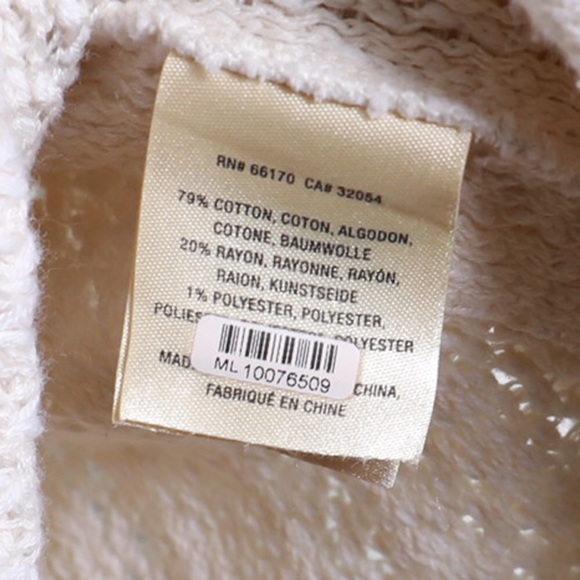 RN# 66170 CA# 32054
79% COTTON, COTON, ALGODON,
COTONE, BAUMWOLLE
20% RAYON, RAYONNE, RAYÓN,
RAION, KUNSTSEIDE
1% POLYESTER, POLYESTER,
POLYESTER
ML 10076509
CHINA,
FABRIQUÉ EN CHINE